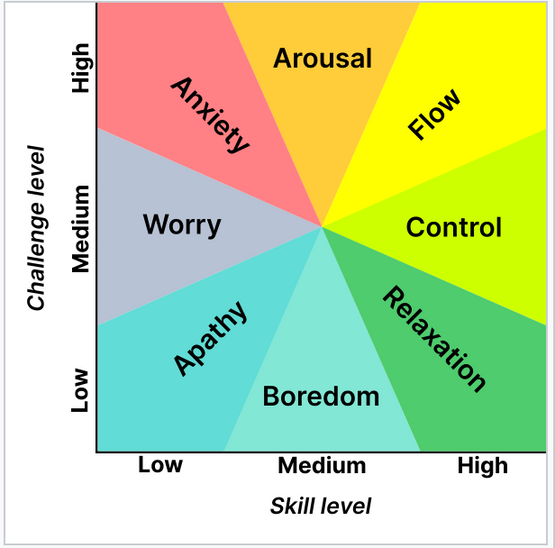 High
Arousal
Anxiety
Flow
Challenge level
Medium
Worry
Control
Apathy
Relaxation
Low
Boredom
Low
Medium
High
Skill level